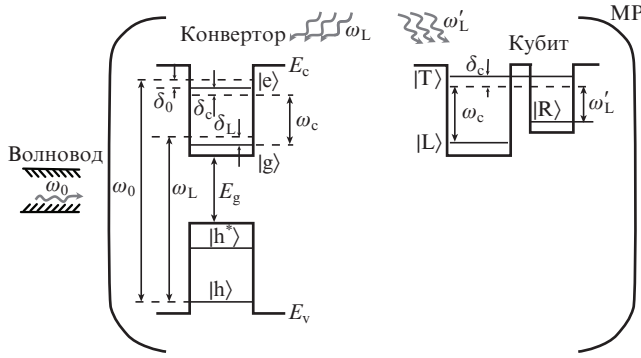 МР
Конвертор
ω_L
ω′_L
Кубит
E_c
|e⟩
δ_0
δ_c
δ_L
ω_c
|g⟩
δ_c
|T⟩
|R⟩
ω′_L
ω_c
|L⟩
Волновод
ω_0
ω_0
ω_L
E_g
|h*⟩
|h⟩
E_v